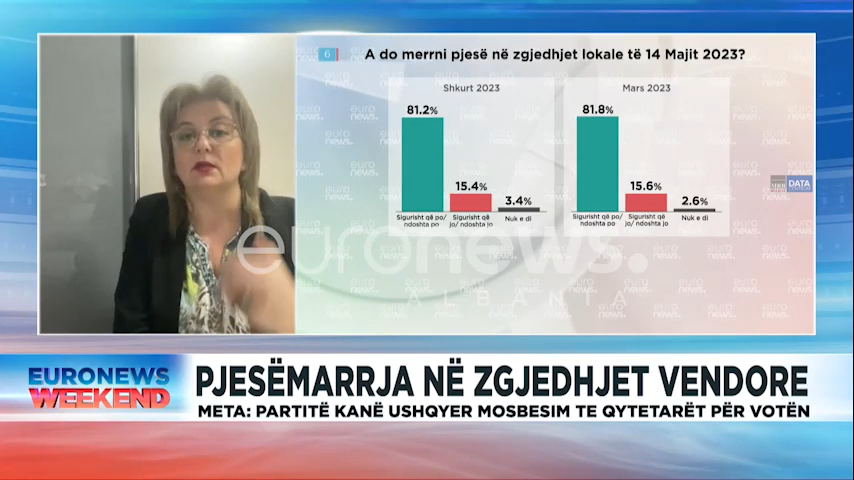 6
A do merrni pjesë në zgjedhjet lokale të 14 Majit 2023?
Shkurt 2023
81.2%
15.4%
3.4%
Sigurisht që po/
ndoshta po
Sigurisht që
jo/ ndoshta jo
Nuk e di
Mars 2023
81.8%
15.6%
2.6%
Sigurisht që po/
ndoshta po
Sigurisht që
jo/ ndoshta jo
Nuk e di
MRB
DATA
euronews.
ALBANIA
EURONEWS
WEEKEND
PJESËMARRJA NË ZGJEDHJET VENDORE
META: PARTITË KANË USHQYER MOSBESIM TE QYTETARËT PËR VOTËN